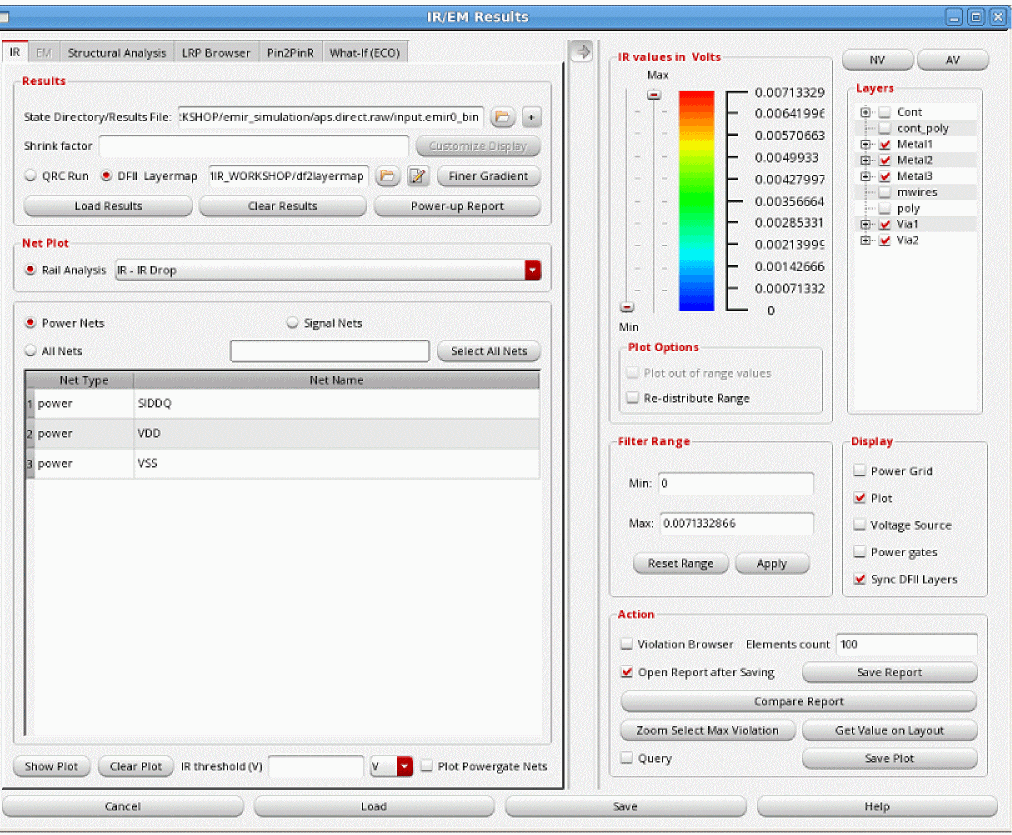 IR/EM Results
IR EM Structural Analysis LRP Browser Pin2PinR What-If (ECO)
Results
State Directory/Results File: :KSHOP/emir_simulation/aps.direct.raw/input.emir0_bin +
Shrink factor Customize Display
QRC Run DFII Layermap 1IR_WORKSHOP/df2layermap Finer Gradient
Load Results Clear Results Power-up Report
Net Plot
Rail Analysis IR - IR Drop
Power Nets Signal Nets
All Nets Select All Nets
Net Type Net Name
1 power SIDDQ
2 power VDD
3 power VSS
Show Plot Clear Plot IR threshold (V) V Plot Powergate Nets
IR values in Volts
Max
0.00713329
0.00641996
0.00570663
0.0049933
0.00427997
0.00356664
0.00285331
0.00213999
0.00142666
0.00071332
0
Min
Plot Options
Plot out of range values
Re-distribute Range
NV AV
Layers
Cont
cont_poly
Metal1
Metal2
Metal3
mwires
poly
Via1
Via2
Filter Range
Min: 0
Max: 0.0071332866
Reset Range Apply
Display
Power Grid
Plot
Voltage Source
Power gates
Sync DFII Layers
Action
Violation Browser Elements count 100
Open Report after Saving Save Report
Compare Report
Zoom Select Max Violation Get Value on Layout
Query Save Plot
Cancel Load Save Help